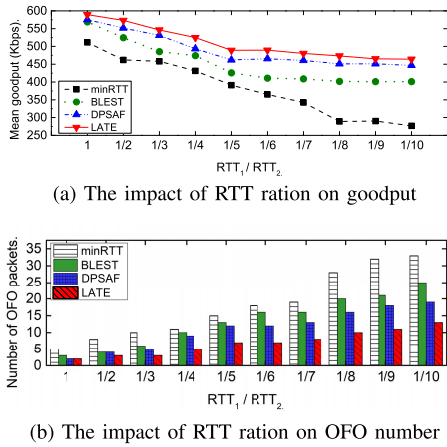 600
550
500
450
400
350
300
250
Mean goodput (Kbps).
minRTT
BLEST
DPSAF
LATE
1 1/2 1/3 1/4 1/5 1/6 1/7 1/8 1/9 1/10
RTT1 / RTT2.
(a) The impact of RTT ration on goodput
35
30
25
20
15
10
5
0
Number of OFO packets.
minRTT
BLEST
DPSAF
LATE
1 1/2 1/3 1/4 1/5 1/6 1/7 1/8 1/9 1/10
RTT1 / RTT2.
(b) The impact of RTT ration on OFO number